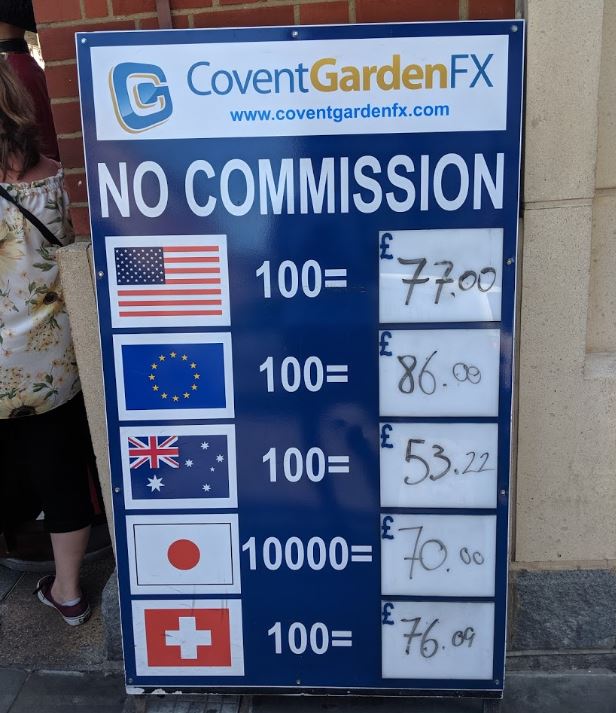 CoventGardenFX
www.coventgardenfx.com
NO COMMISSION
100= £ 77.00
100= £ 86.00
100= £ 53.22
10000= £ 70.00
100= £ 76.09